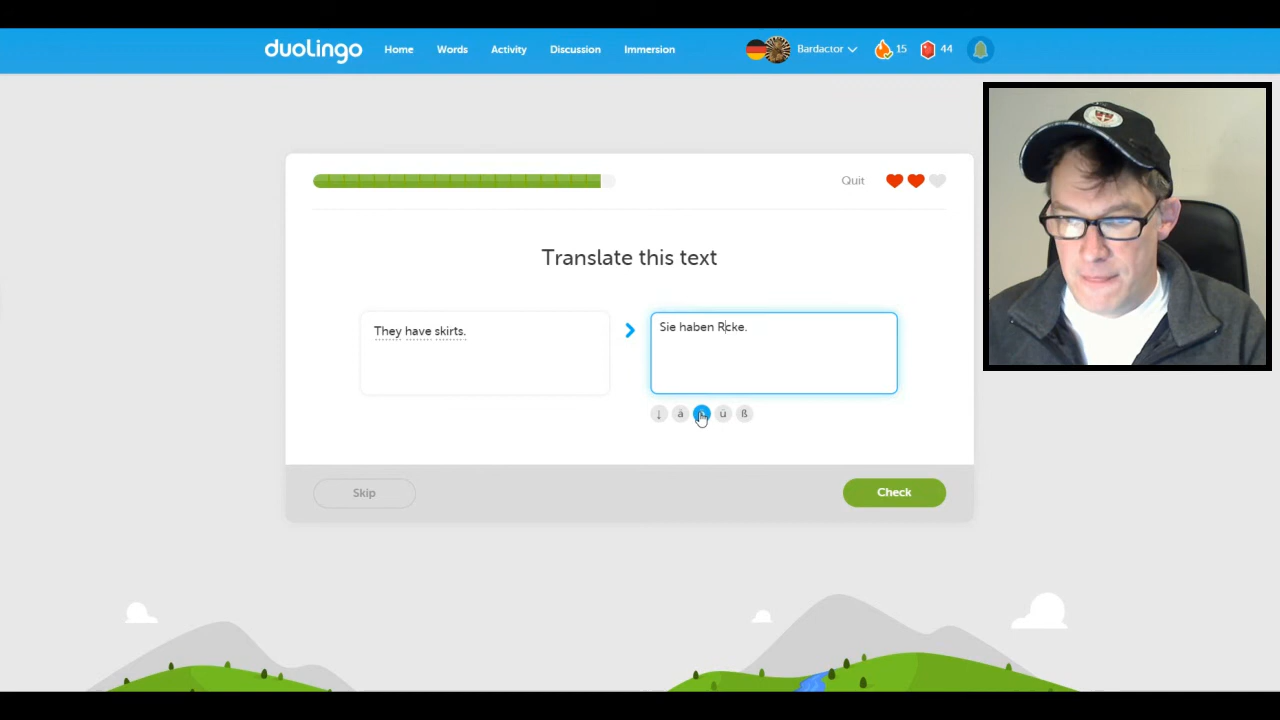 duolingo Home Words Activity Discussion Immersion Bardactor 15 44
Quit
Translate this text
They have skirts.
Sie haben Rcke.
↓ ä ü ß
Skip Check